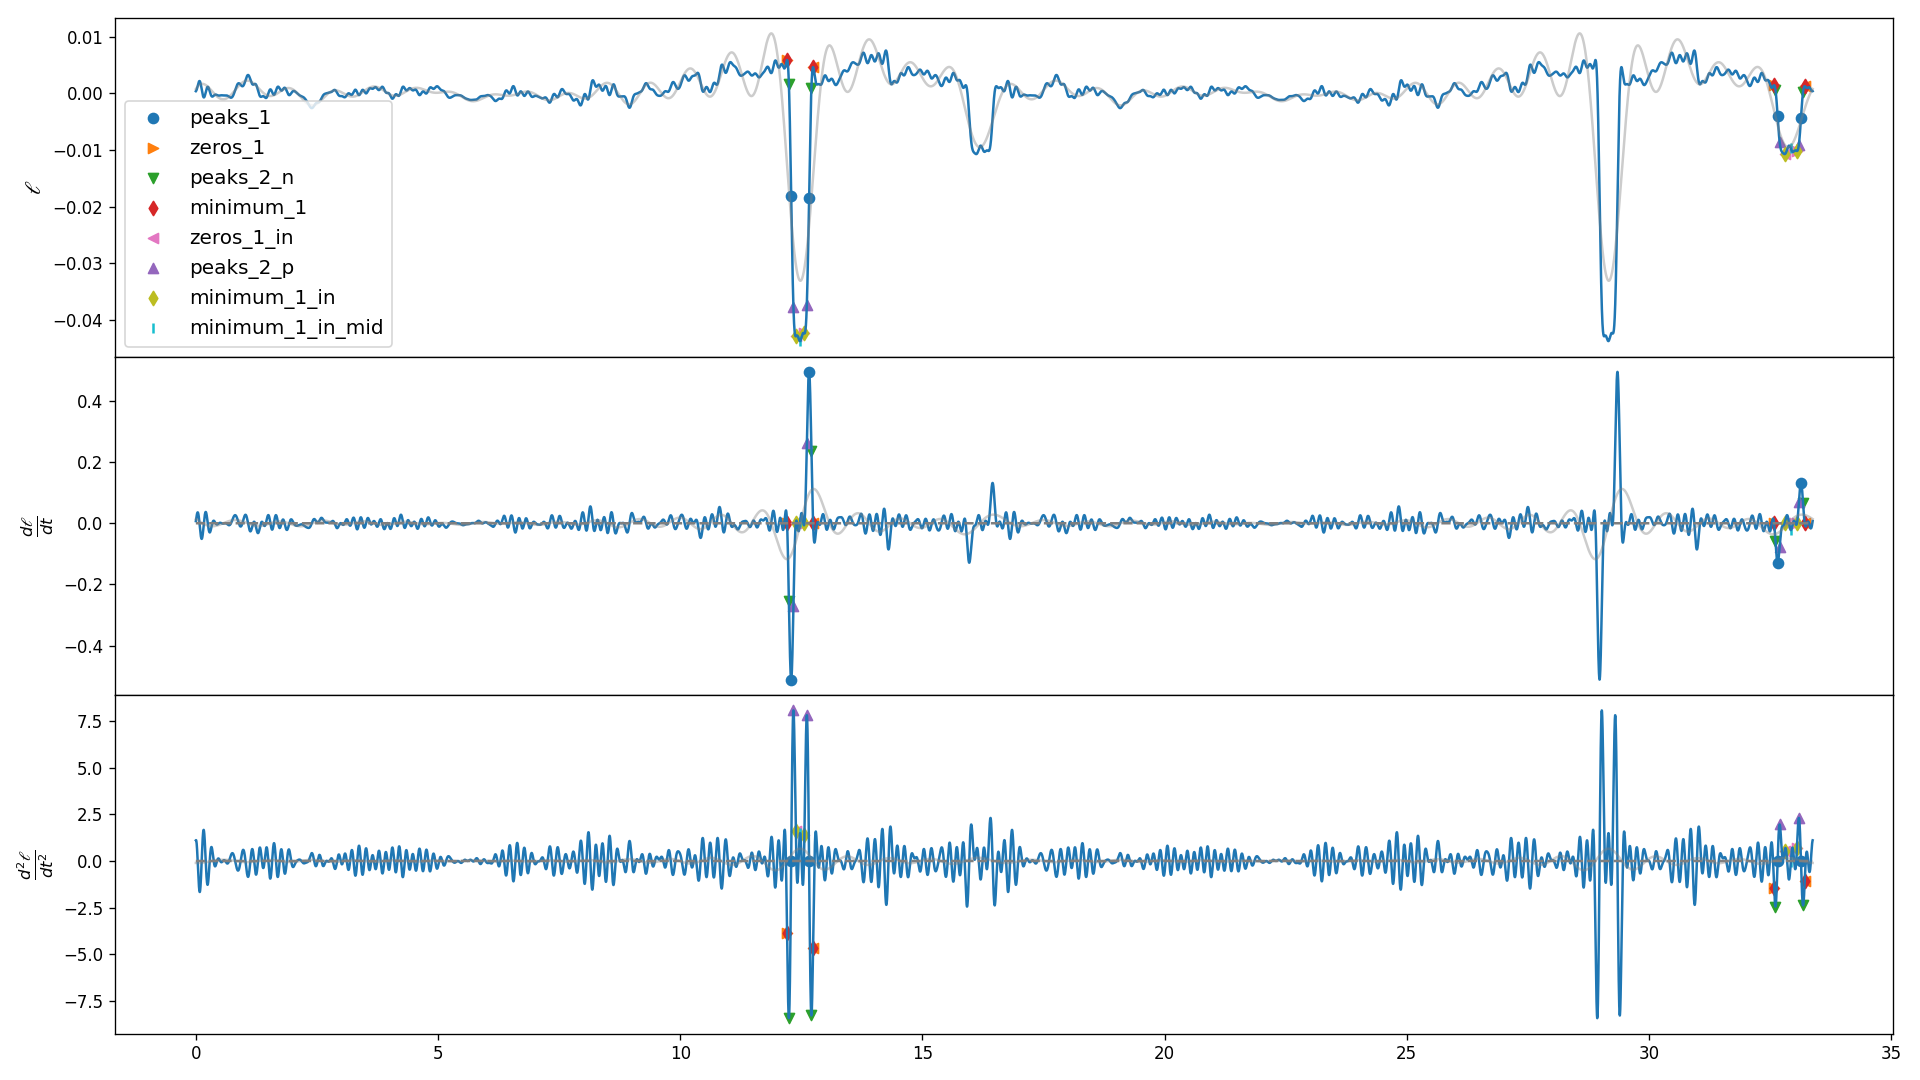 0.01
0.00
−0.01
−0.02
−0.03
−0.04
ℓ
peaks_1
zeros_1
peaks_2_n
minimum_1
zeros_1_in
peaks_2_p
minimum_1_in
minimum_1_in_mid
0.4
0.2
0.0
−0.2
−0.4
dℓ
dt
7.5
5.0
2.5
0.0
−2.5
−5.0
−7.5
d²ℓ
dt²
0 5 10 15 20 25 30 35